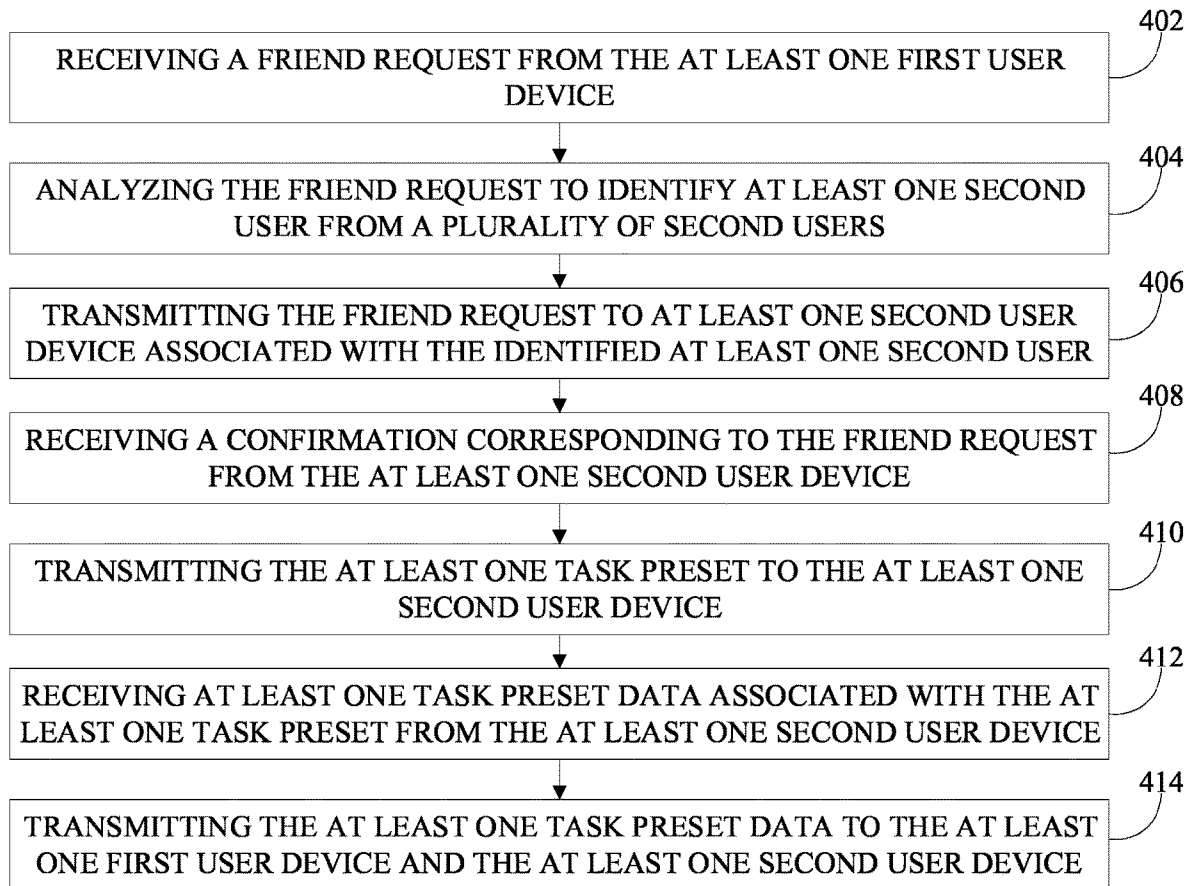 402
RECEIVING A FRIEND REQUEST FROM THE AT LEAST ONE FIRST USER
DEVICE
404
ANALYZING THE FRIEND REQUEST TO IDENTIFY AT LEAST ONE SECOND
USER FROM A PLURALITY OF SECOND USERS
406
TRANSMITTING THE FRIEND REQUEST TO AT LEAST ONE SECOND USER
DEVICE ASSOCIATED WITH THE IDENTIFIED AT LEAST ONE SECOND USER
408
RECEIVING A CONFIRMATION CORRESPONDING TO THE FRIEND REQUEST
FROM THE AT LEAST ONE SECOND USER DEVICE
410
TRANSMITTING THE AT LEAST ONE TASK PRESET TO THE AT LEAST ONE
SECOND USER DEVICE
412
RECEIVING AT LEAST ONE TASK PRESET DATA ASSOCIATED WITH THE AT
LEAST ONE TASK PRESET FROM THE AT LEAST ONE SECOND USER DEVICE
414
TRANSMITTING THE AT LEAST ONE TASK PRESET DATA TO THE AT LEAST
ONE FIRST USER DEVICE AND THE AT LEAST ONE SECOND USER DEVICE